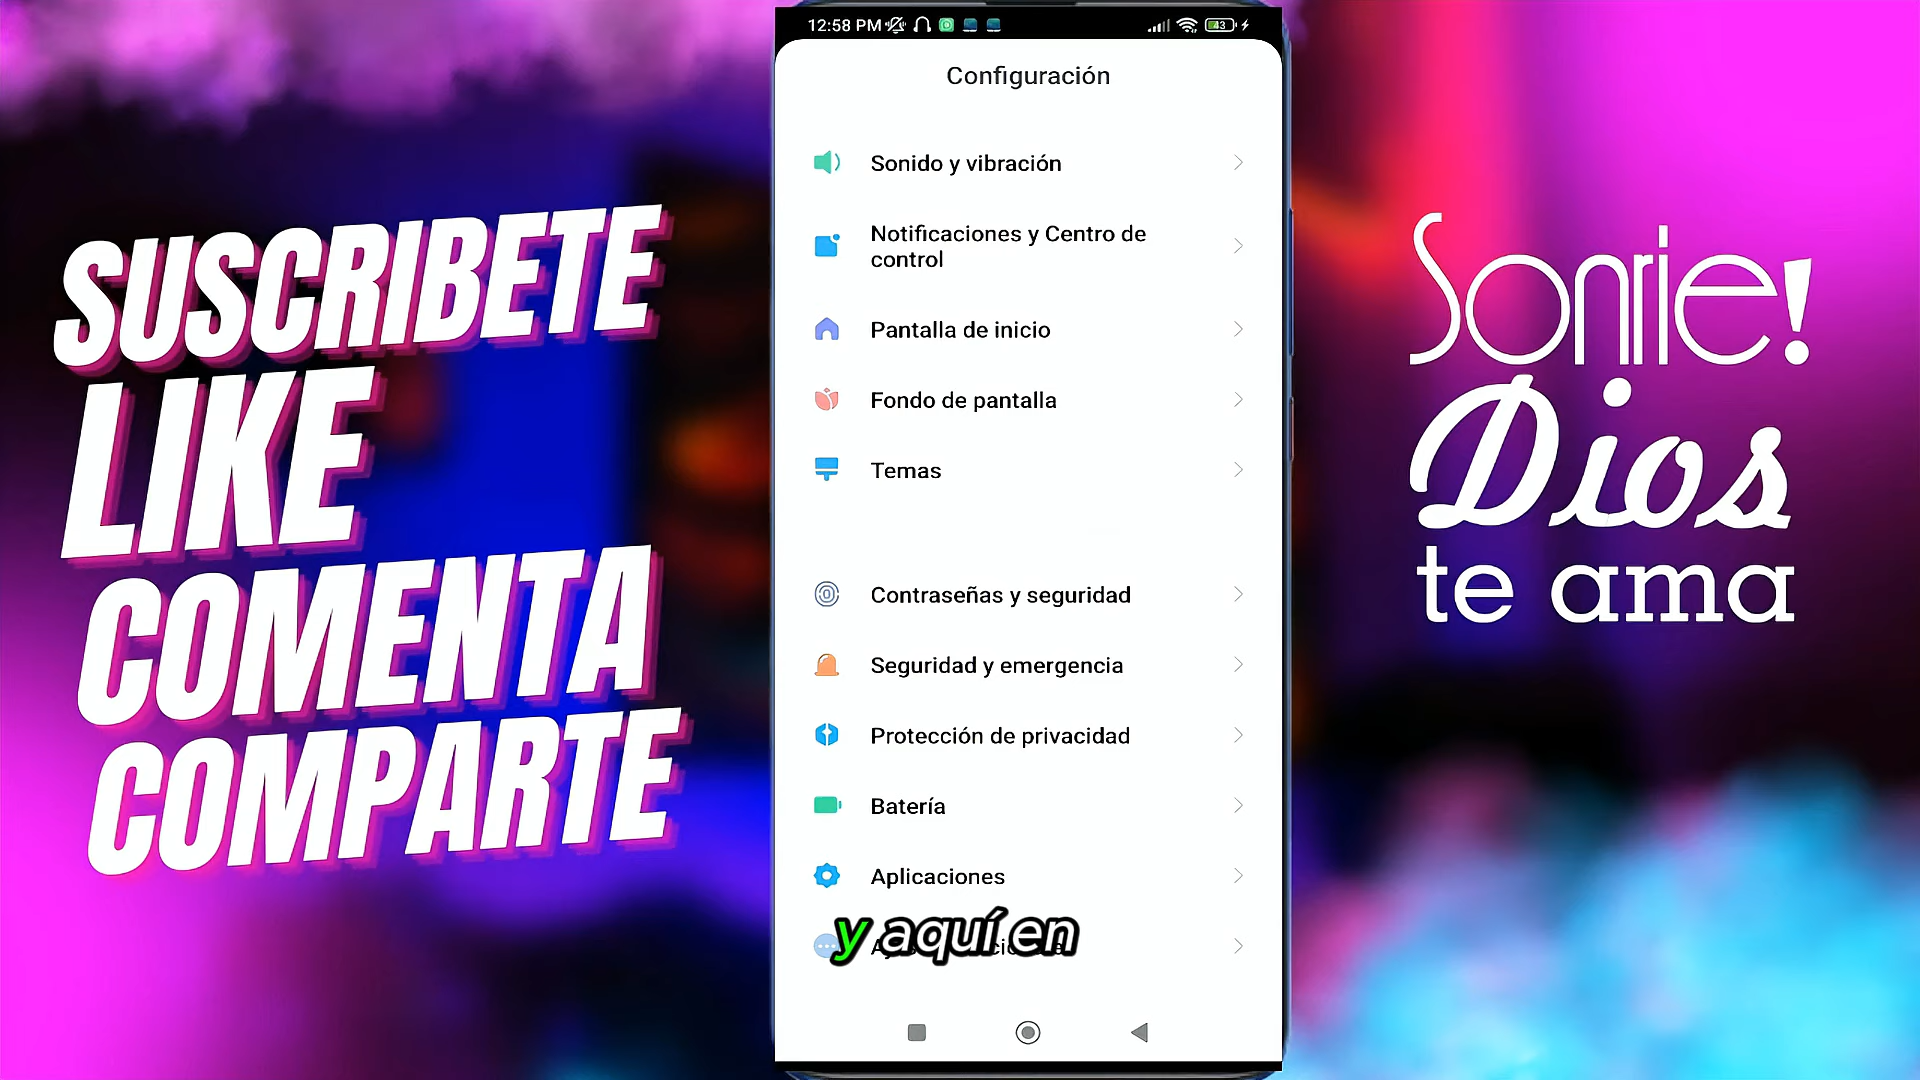 SUSCRIBETE
LIKE
COMENTA
COMPARTE
12:58 PM
43
Configuración
Sonido y vibración
Notificaciones y Centro de
control
Pantalla de inicio
Fondo de pantalla
Temas
Contraseñas y seguridad
Seguridad y emergencia
Protección de privacidad
Batería
Aplicaciones
y aquí en
Sonrie!
Dios
te ama